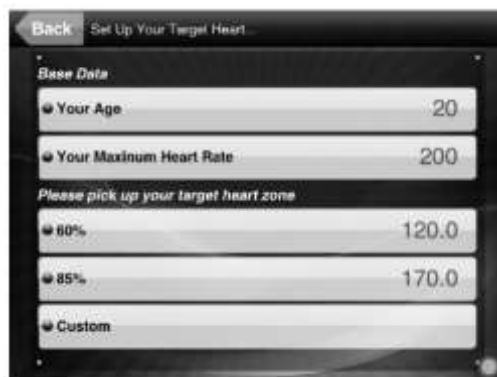 Back Set Up Your Target Heart...
Base Data
Your Age 20
Your Maxinum Heart Rate 200
Please pick up your target heart zone
60% 120.0
85% 170.0
Custom